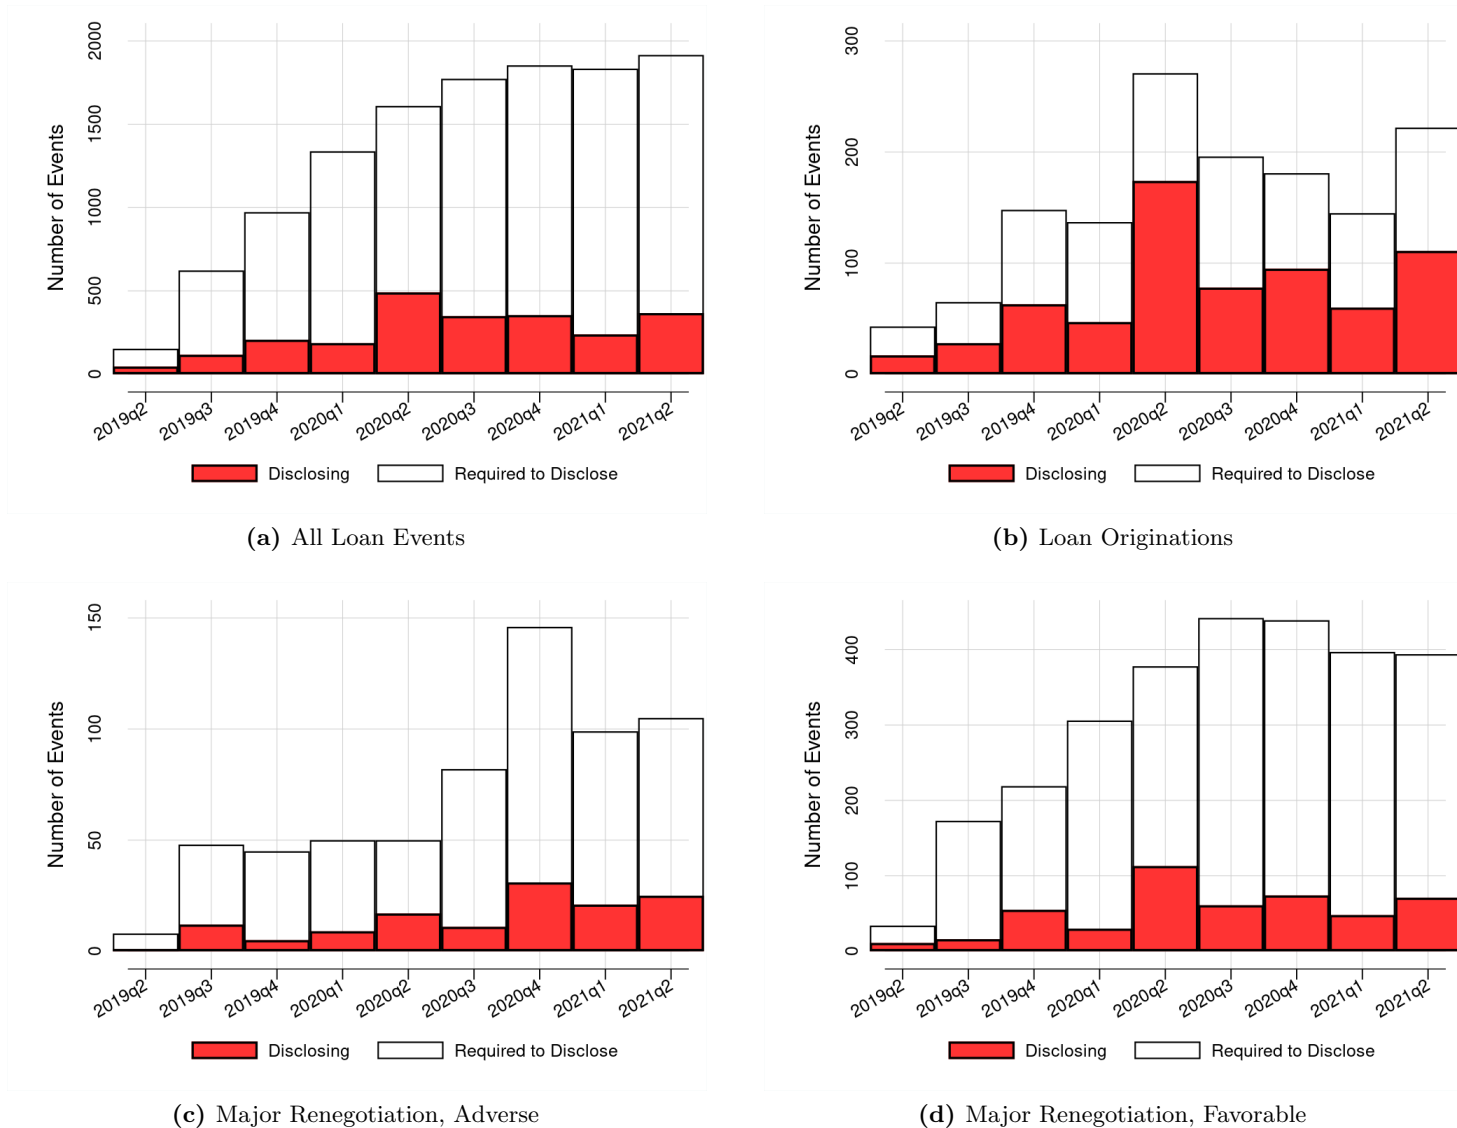 Number of Events
2000
1500
1000
500
0
2019q2 2019q3 2019q4 2020q1 2020q2 2020q3 2020q4 2021q1 2021q2
Disclosing Required to Disclose
(a) All Loan Events
Number of Events
300
200
100
0
2019q2 2019q3 2019q4 2020q1 2020q2 2020q3 2020q4 2021q1 2021q2
Disclosing Required to Disclose
(b) Loan Originations
Number of Events
150
100
50
0
2019q2 2019q3 2019q4 2020q1 2020q2 2020q3 2020q4 2021q1 2021q2
Disclosing Required to Disclose
(c) Major Renegotiation, Adverse
Number of Events
400
300
200
100
0
2019q2 2019q3 2019q4 2020q1 2020q2 2020q3 2020q4 2021q1 2021q2
Disclosing Required to Disclose
(d) Major Renegotiation, Favorable